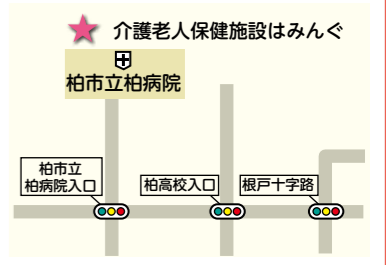 介護老人保健施設はみんぐ
柏市立柏病院
柏市立
柏病院入口
柏高校入口
根戸十字路